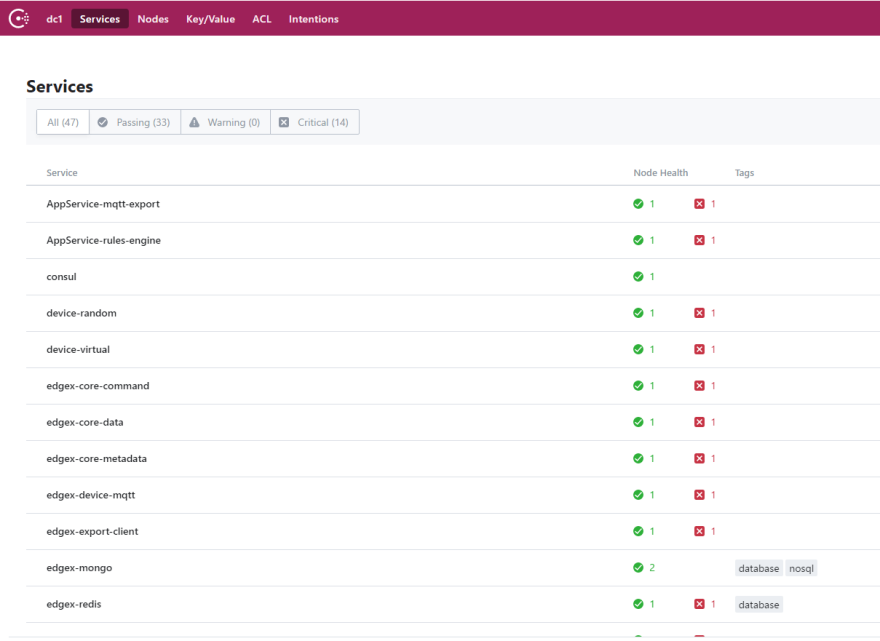 dc1 Services Nodes Key/Value ACL Intentions
Services
All (47) Passing (33) Warning (0) Critical (14)
Service Node Health Tags
AppService-mqtt-export 1 1
AppService-rules-engine 1 1
consul 1
device-random 1 1
device-virtual 1 1
edgex-core-command 1 1
edgex-core-data 1 1
edgex-core-metadata 1 1
edgex-device-mqtt 1 1
edgex-export-client 1 1
edgex-mongo 2 database nosql
edgex-redis 1 1 database